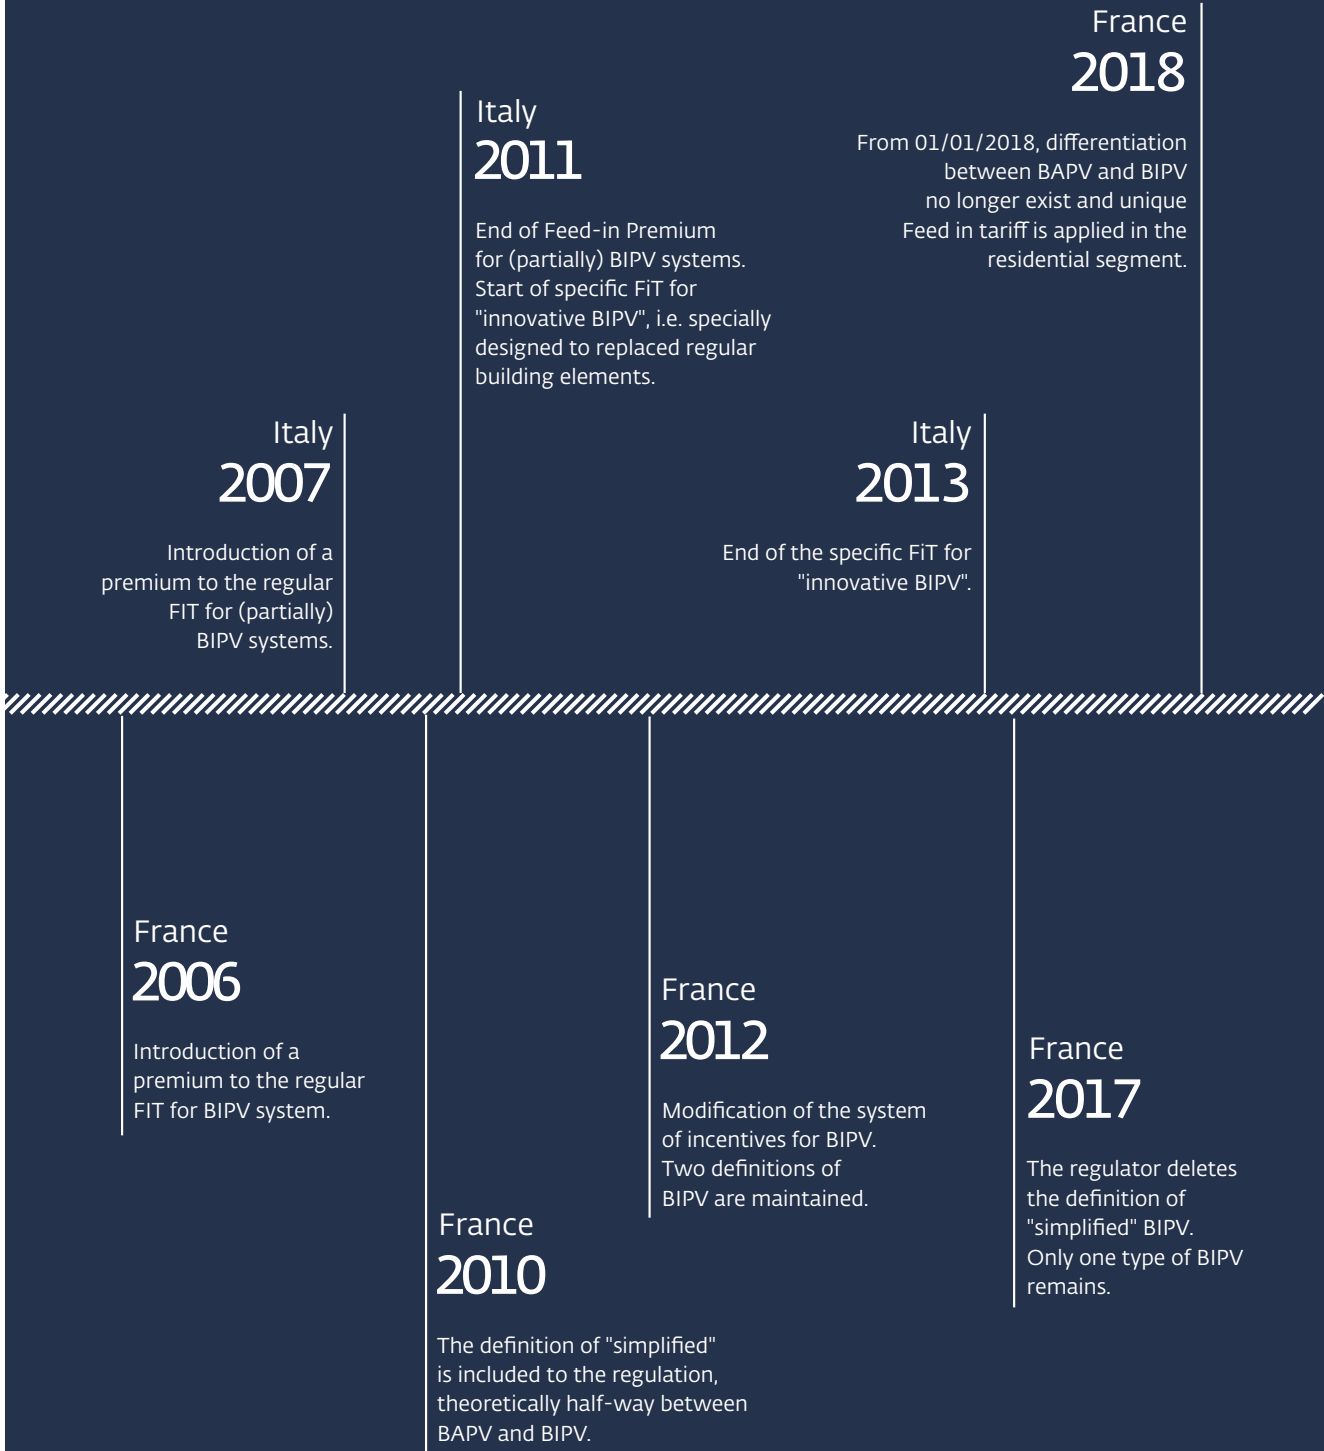 France
2018
From 01/01/2018, differentiation
between BAPV and BIPV
no longer exist and unique
Feed in tariff is applied in the
residential segment.
Italy
2011
End of Feed-in Premium
for (partially) BIPV systems.
Start of specific FiT for
"innovative BIPV", i.e. specially
designed to replaced regular
building elements.
Italy
2007
Introduction of a
premium to the regular
FIT for (partially)
BIPV systems.
Italy
2013
End of the specific FiT for
"innovative BIPV".
France
2006
Introduction of a
premium to the regular
FIT for BIPV system.
France
2012
Modification of the system
of incentives for BIPV.
Two definitions of
BIPV are maintained.
France
2017
The regulator deletes
the definition of
"simplified" BIPV.
Only one type of BIPV
remains.
France
2010
The definition of "simplified"
is included to the regulation,
theoretically half-way between
BAPV and BIPV.